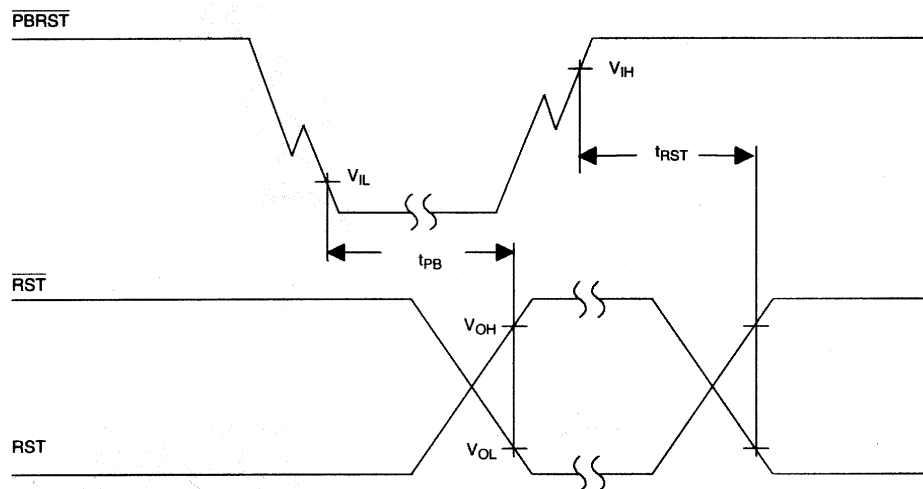 PBRST
V_IH
t_RST
V_IL
t_PB
RST
V_OH
RST
V_OL